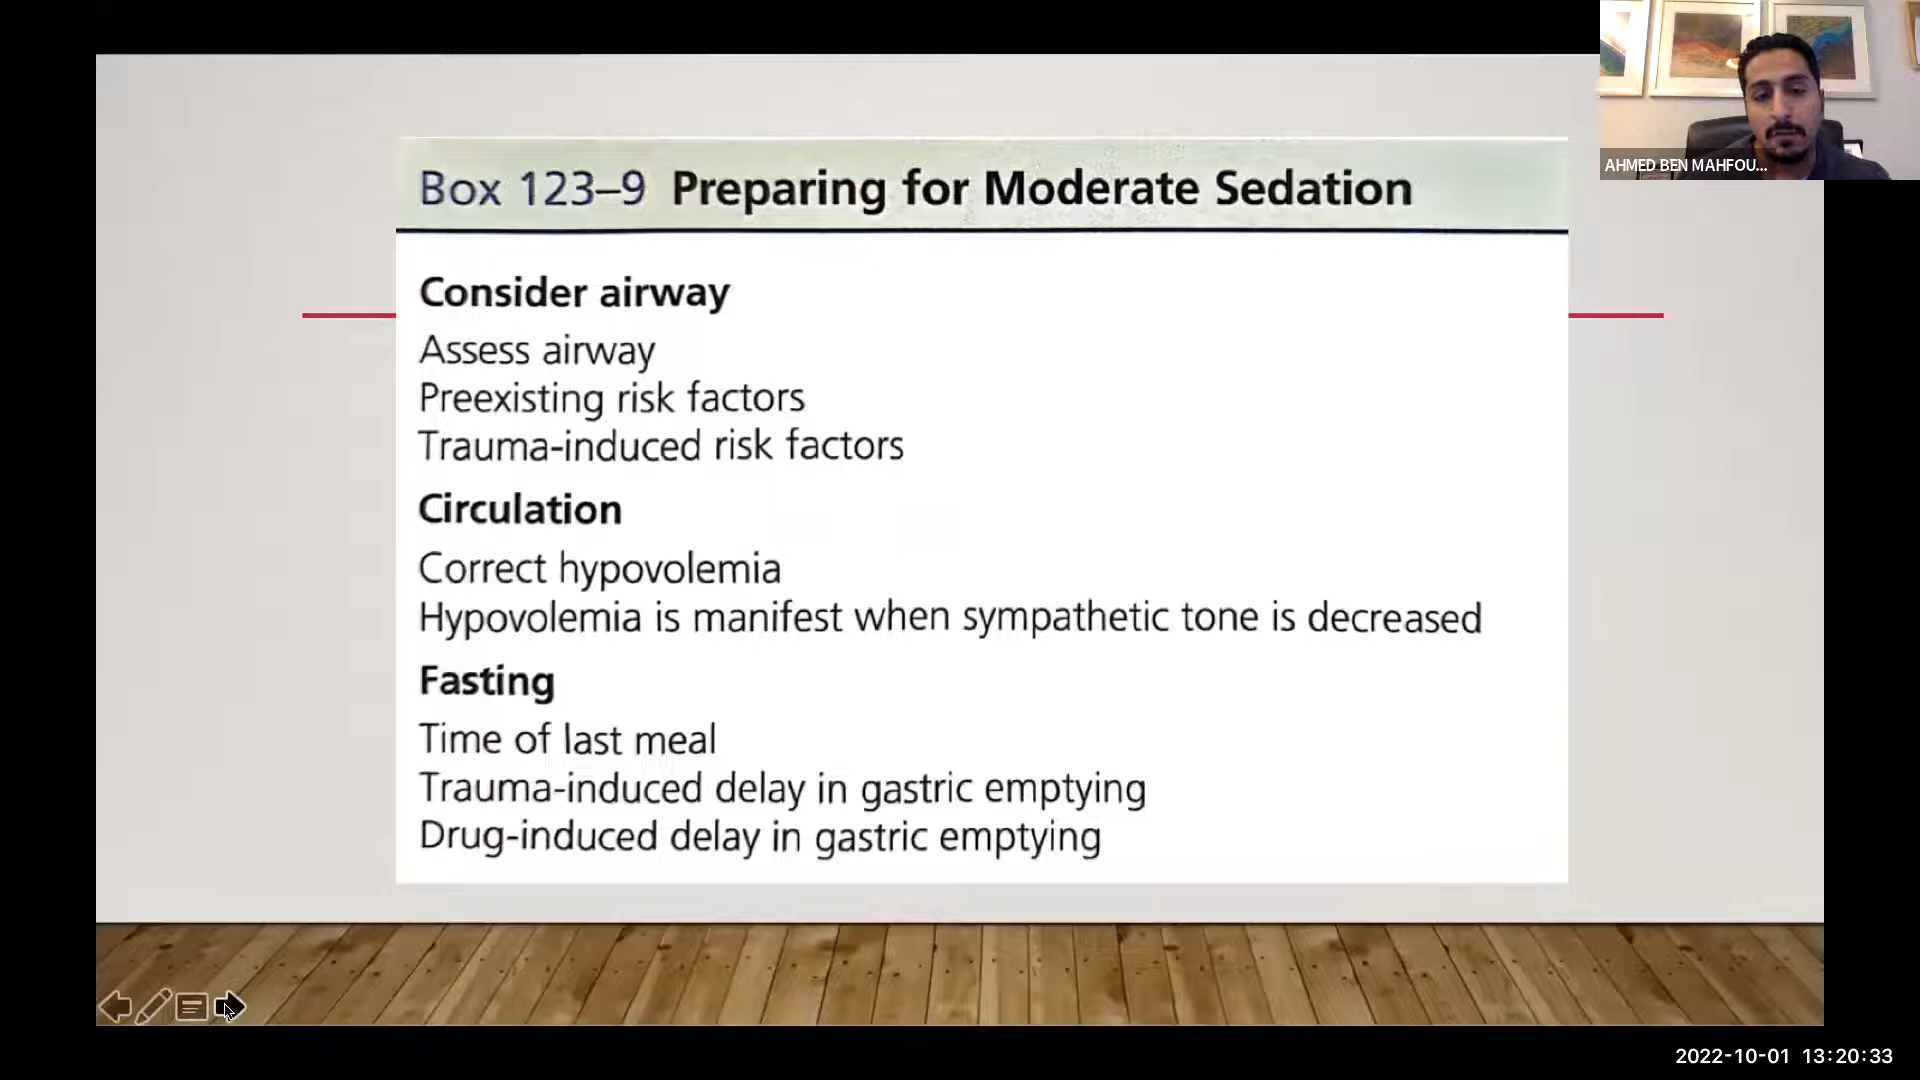 AHMED BEN MAHFOU...
Box 123–9 Preparing for Moderate Sedation
Consider airway
Assess airway
Preexisting risk factors
Trauma-induced risk factors
Circulation
Correct hypovolemia
Hypovolemia is manifest when sympathetic tone is decreased
Fasting
Time of last meal
Trauma-induced delay in gastric emptying
Drug-induced delay in gastric emptying
2022-10-01 13:20:33